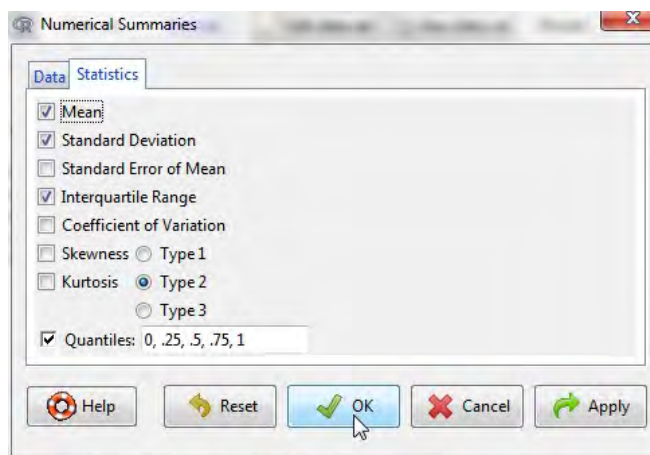 Numerical Summaries
Data Statistics
Mean
Standard Deviation
Standard Error of Mean
Interquartile Range
Coefficient of Variation
Skewness Type 1
Kurtosis Type 2
Type 3
Quantiles: 0, .25, .5, .75, 1
Help Reset OK Cancel Apply